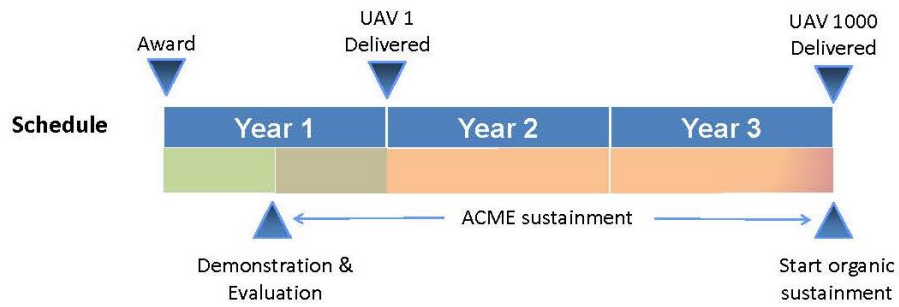 Award
UAV 1
Delivered
UAV 1000
Delivered
Schedule
Year 1
Year 2
Year 3
ACME sustainment
Demonstration &
Evaluation
Start organic
sustainment